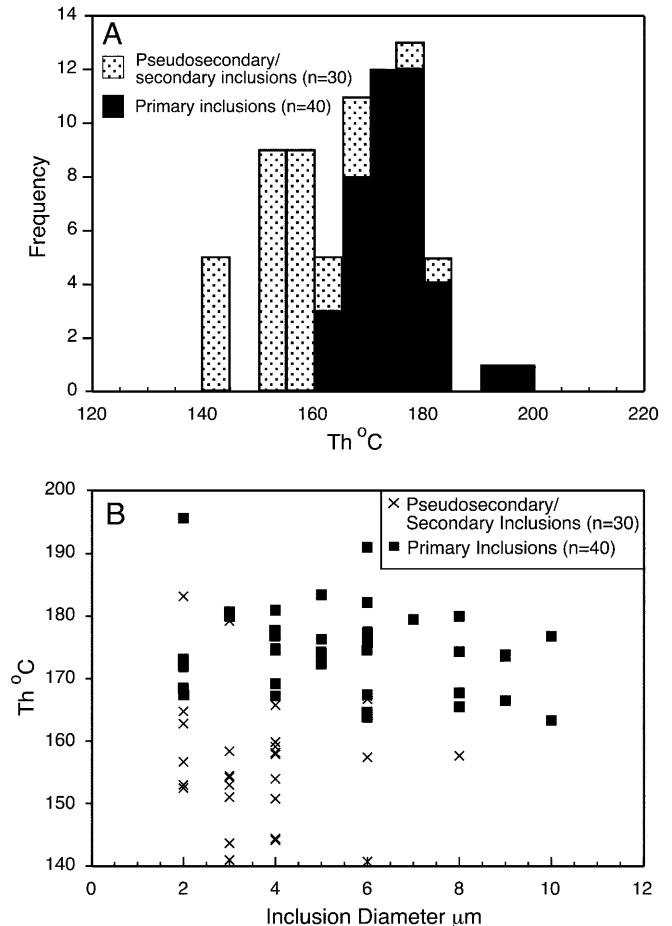 A
Pseudosecondary/
secondary inclusions (n=30)
Primary inclusions (n=40)
14
12
10
8
6
4
2
0
Frequency
120 140 160 180 200 220
Th °C
B
Pseudosecondary/
Secondary Inclusions (n=30)
Primary Inclusions (n=40)
200
190
180
170
160
150
140
Th °C
0 2 4 6 8 10 12
Inclusion Diameter μm